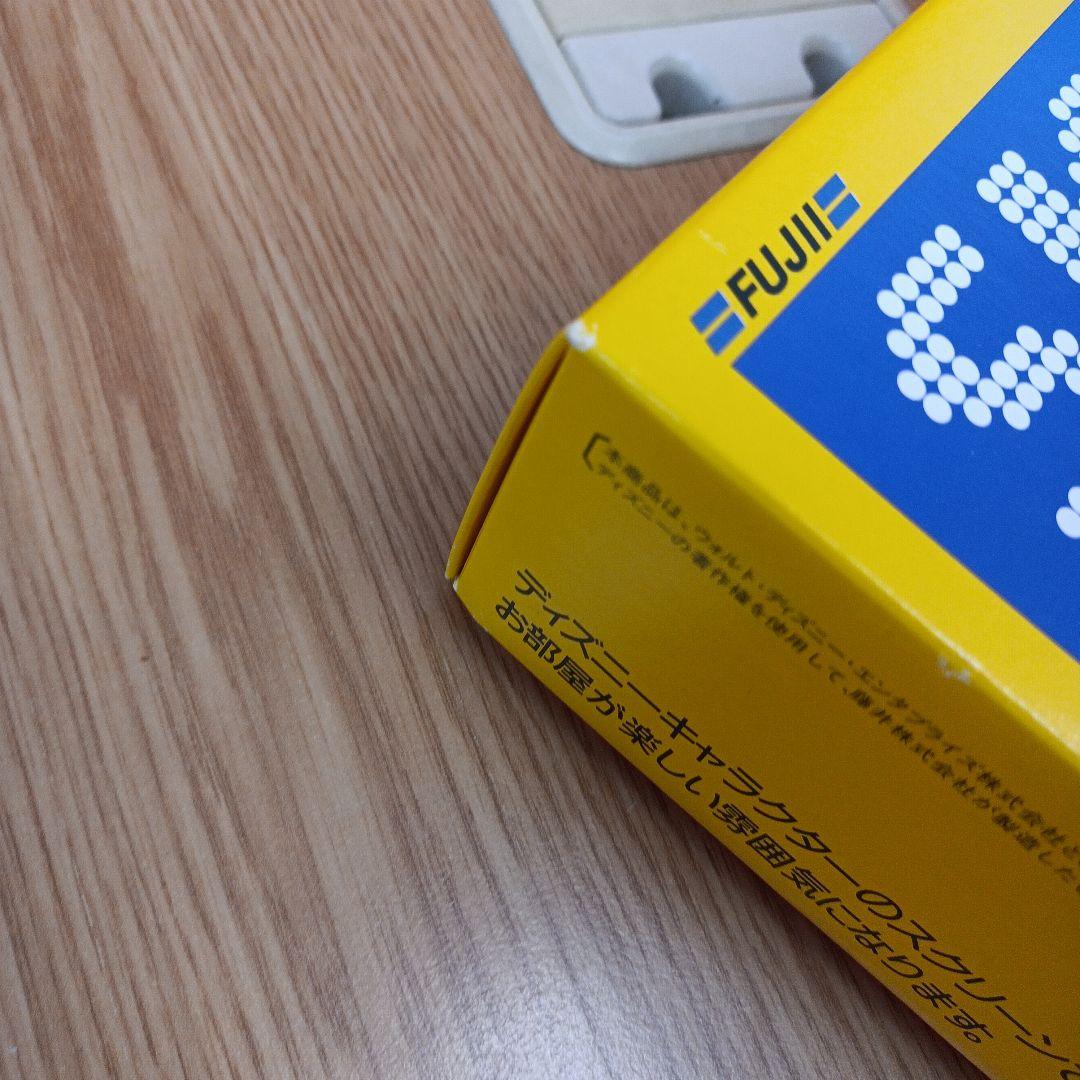 FUJII
本商品は、ウォルト・ディズニー・エンタプライズ株式会社と
ディズニーの著作権を使用して、藤井株式会社が製造した
ディズニーキャラクターのスクリーンで
お部屋が楽しい雰囲気になります。